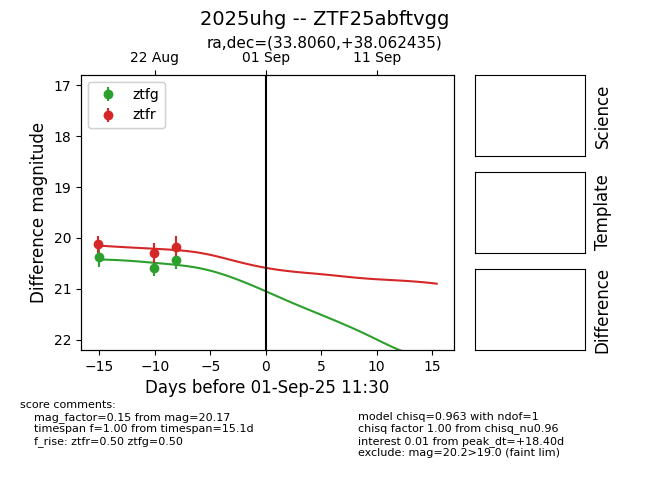 2025uhg -- ZTF25abftvgg
ra,dec=(33.8060,+38.062435)
22 Aug 01 Sep 11 Sep
ztfg
ztfr
17
18
19
20
21
22
Difference magnitude
−15 −10 −5 0 5 10 15
Days before 01-Sep-25 11:30
Science
Template
Difference
score comments:
mag_factor=0.15 from mag=20.17
timespan f=1.00 from timespan=15.1d
f_rise: ztfr=0.50 ztfg=0.50
model chisq=0.963 with ndof=1
chisq factor 1.00 from chisq_nu0.96
interest 0.01 from peak_dt=+18.40d
exclude: mag=20.2>19.0 (faint lim)